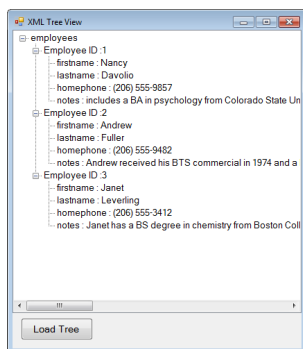 XML Tree View
employees
Employee ID :1
firstname : Nancy
lastname : Davolio
homephone : (206) 555-9857
notes : includes a BA in psychology from Colorado State Un
Employee ID :2
firstname : Andrew
lastname : Fuller
homephone : (206) 555-9482
notes : Andrew received his BTS commercial in 1974 and a
Employee ID :3
firstname : Janet
lastname : Leverling
homephone : (206) 555-3412
notes : Janet has a BS degree in chemistry from Boston Coll
Load Tree